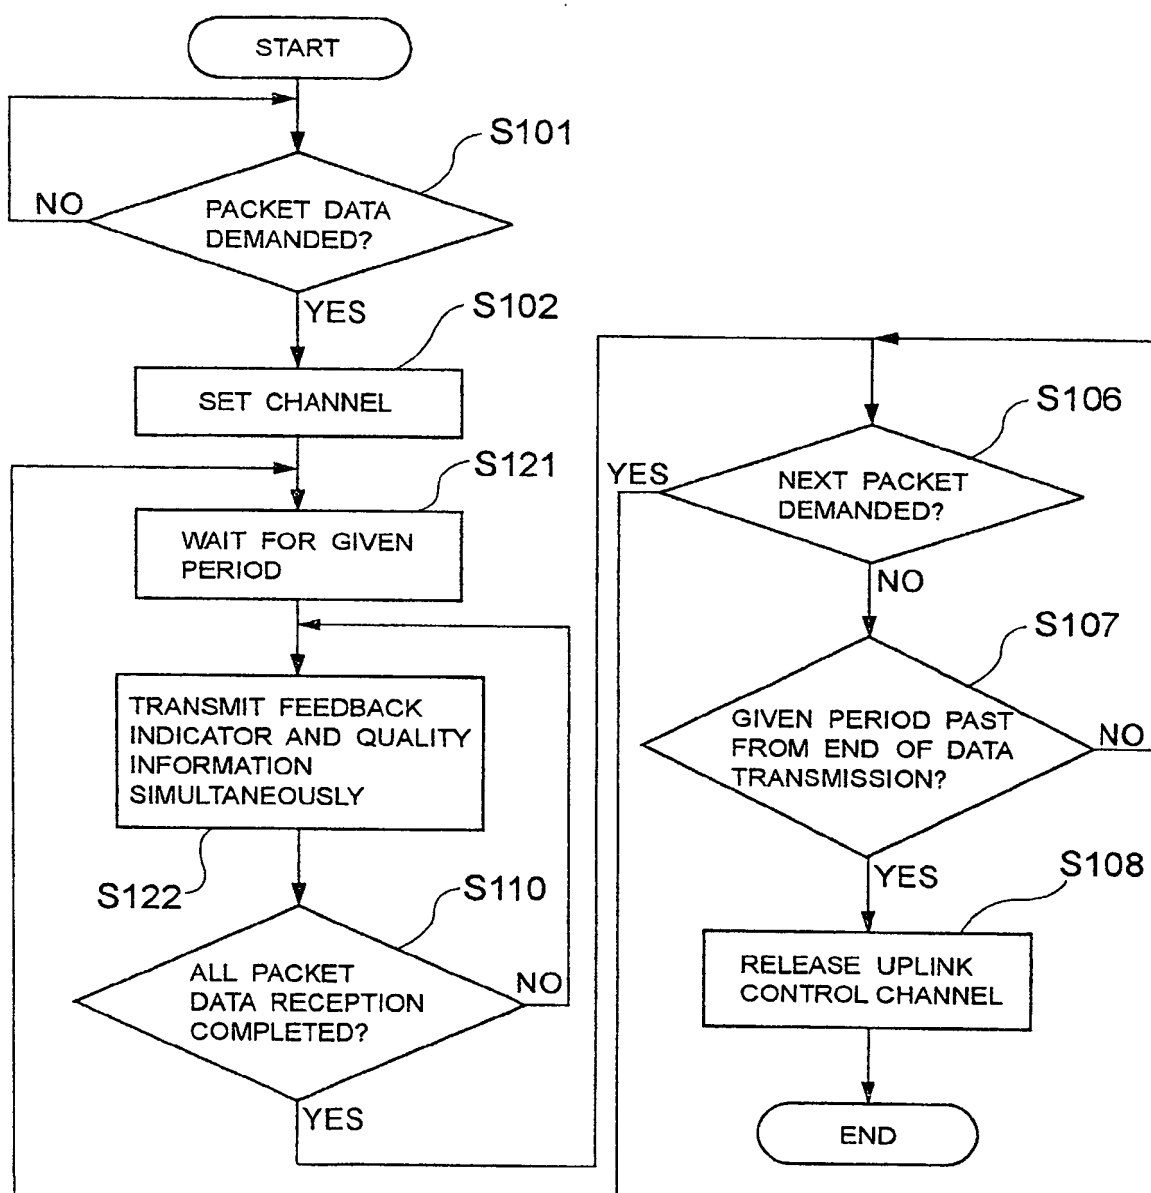 START
S101
NO
PACKET DATA
DEMANDED?
YES
S102
SET CHANNEL
S121
WAIT FOR GIVEN
PERIOD
TRANSMIT FEEDBACK
INDICATOR AND QUALITY
INFORMATION
SIMULTANEOUSLY
S122
S110
ALL PACKET
DATA RECEPTION
COMPLETED?
NO
YES
S106
YES
NEXT PACKET
DEMANDED?
NO
S107
GIVEN PERIOD PAST
FROM END OF DATA
TRANSMISSION?
NO
YES
S108
RELEASE UPLINK
CONTROL CHANNEL
END